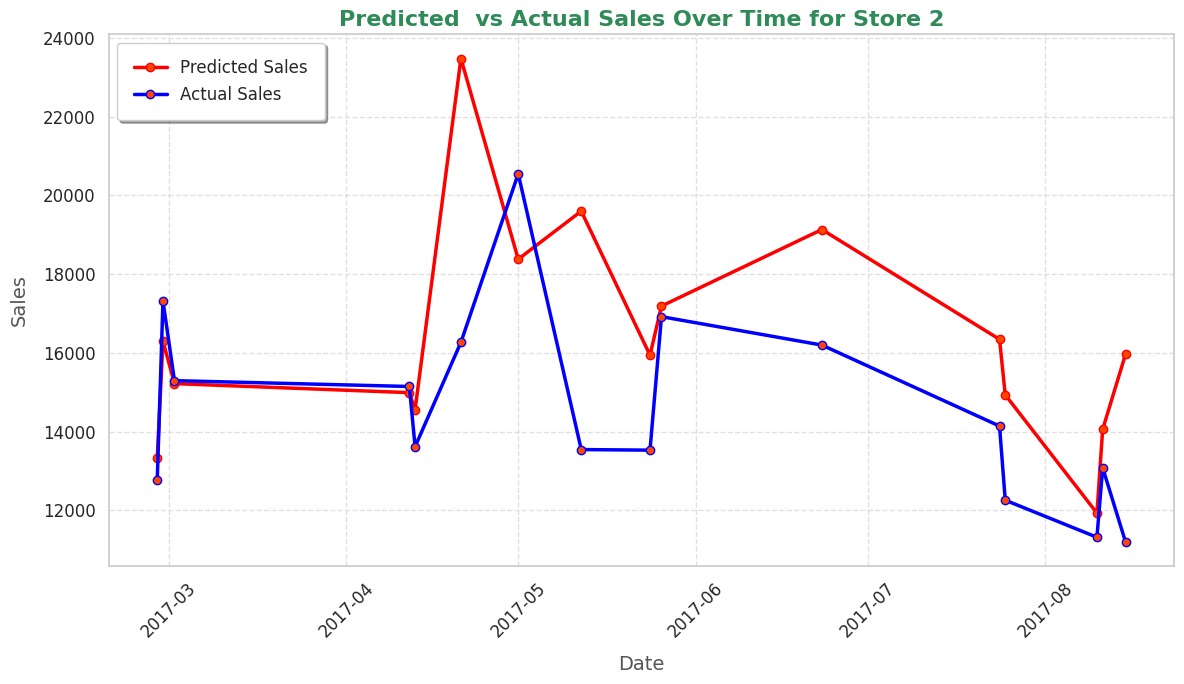 Predicted  vs Actual Sales Over Time for Store 2
Predicted Sales
Actual Sales
24000
22000
20000
18000
16000
14000
12000
Sales
2017-03
2017-04
2017-05
2017-06
2017-07
2017-08
Date